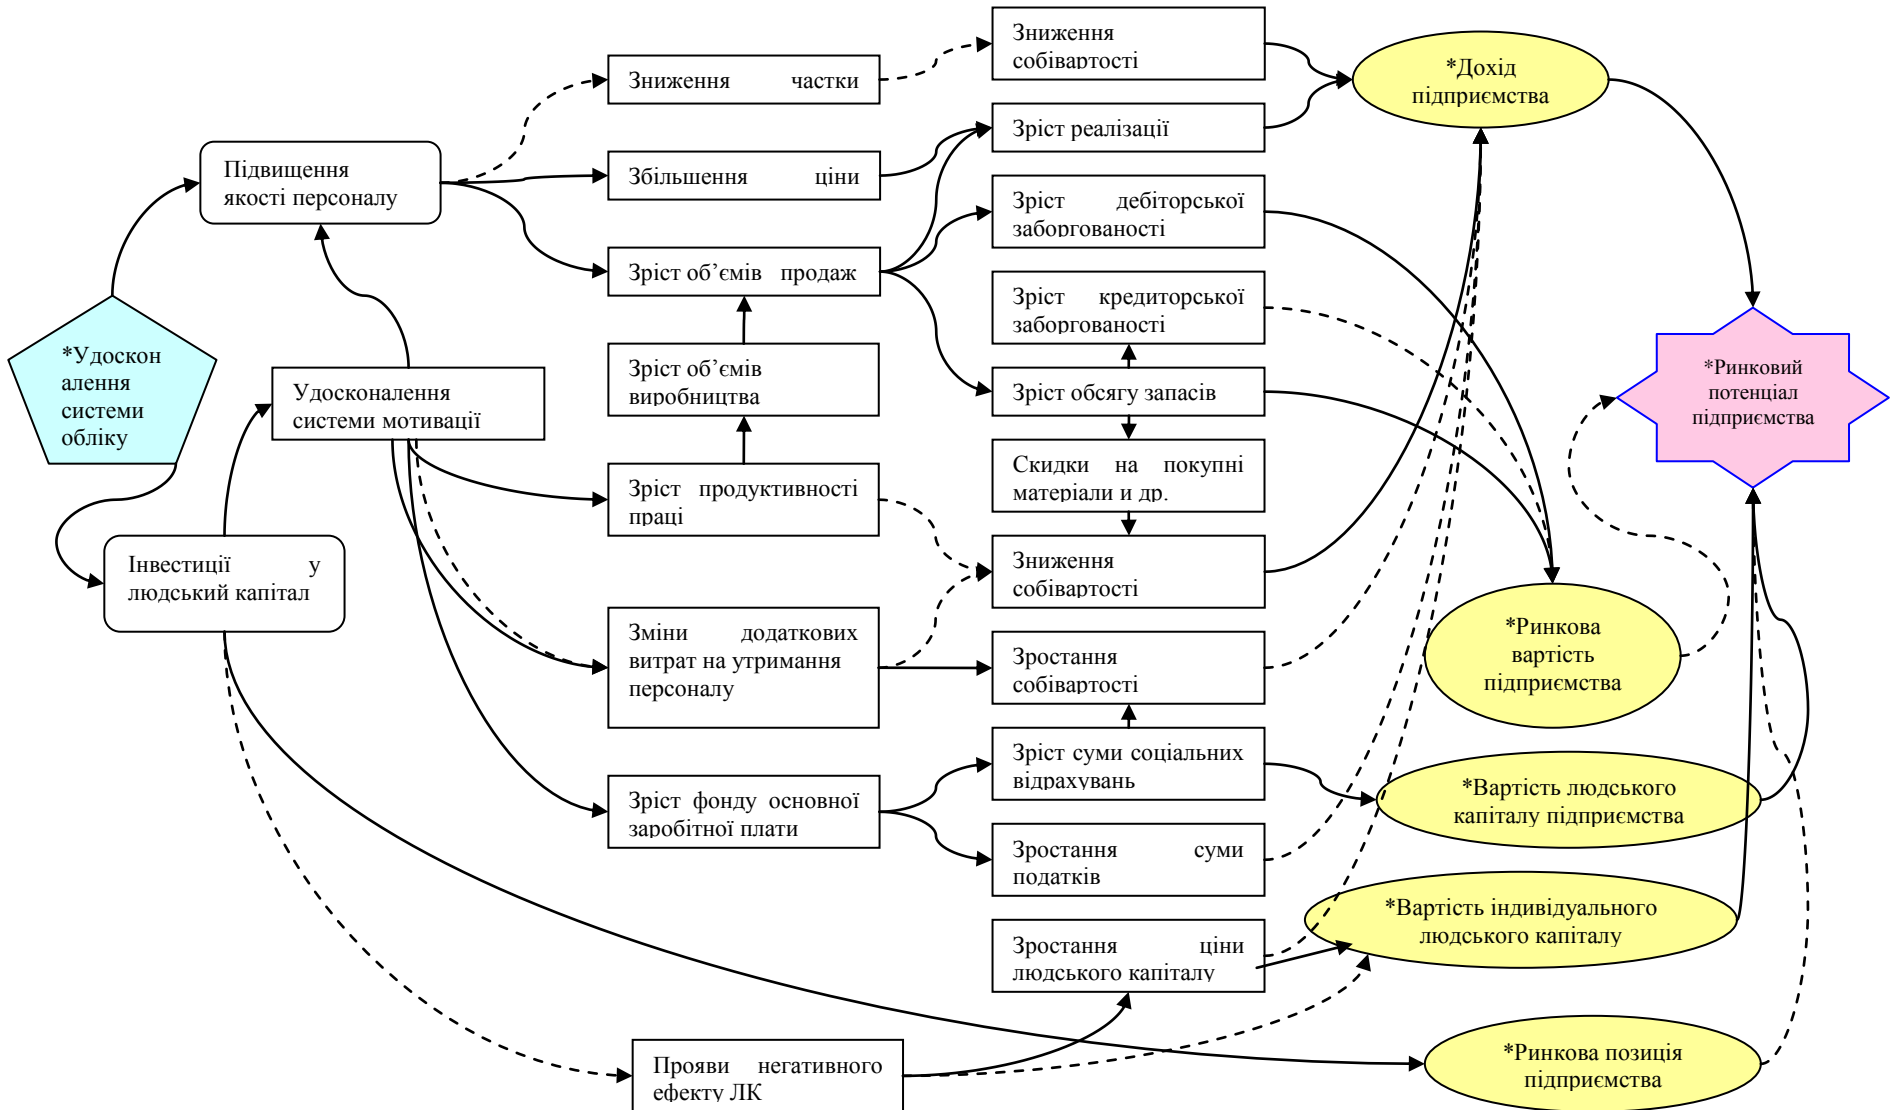 Зниження
собівартості
*Дохід
підприємства
Зниження частки
Зріст реалізації
Підвищення
якості персоналу
Збільшення ціни
Зріст дебіторської
заборгованості
Зріст об’ємів продаж
Зріст кредиторської
заборгованості
*Удоскон
алення
системи
обліку
Удосконалення
системи мотивації
Зріст об’ємів
виробництва
Зріст обсягу запасів
*Ринковий
потенціал
підприємства
Зріст продуктивності
праці
Скидки на покупні
матеріали и др.
Інвестиції у
людський капітал
Зниження
собівартості
Зміни додаткових
витрат на утримання
персоналу
Зростання
собівартості
*Ринкова
вартість
підприємства
Зріст суми соціальних
відрахувань
Зріст фонду основної
заробітної плати
*Вартість людського
капіталу підприємства
Зростання суми
податків
*Вартість індивідуального
людського капіталу
Зростання ціни
людського капіталу
Прояви негативного
ефекту ЛК
*Ринкова позиція
підприємства